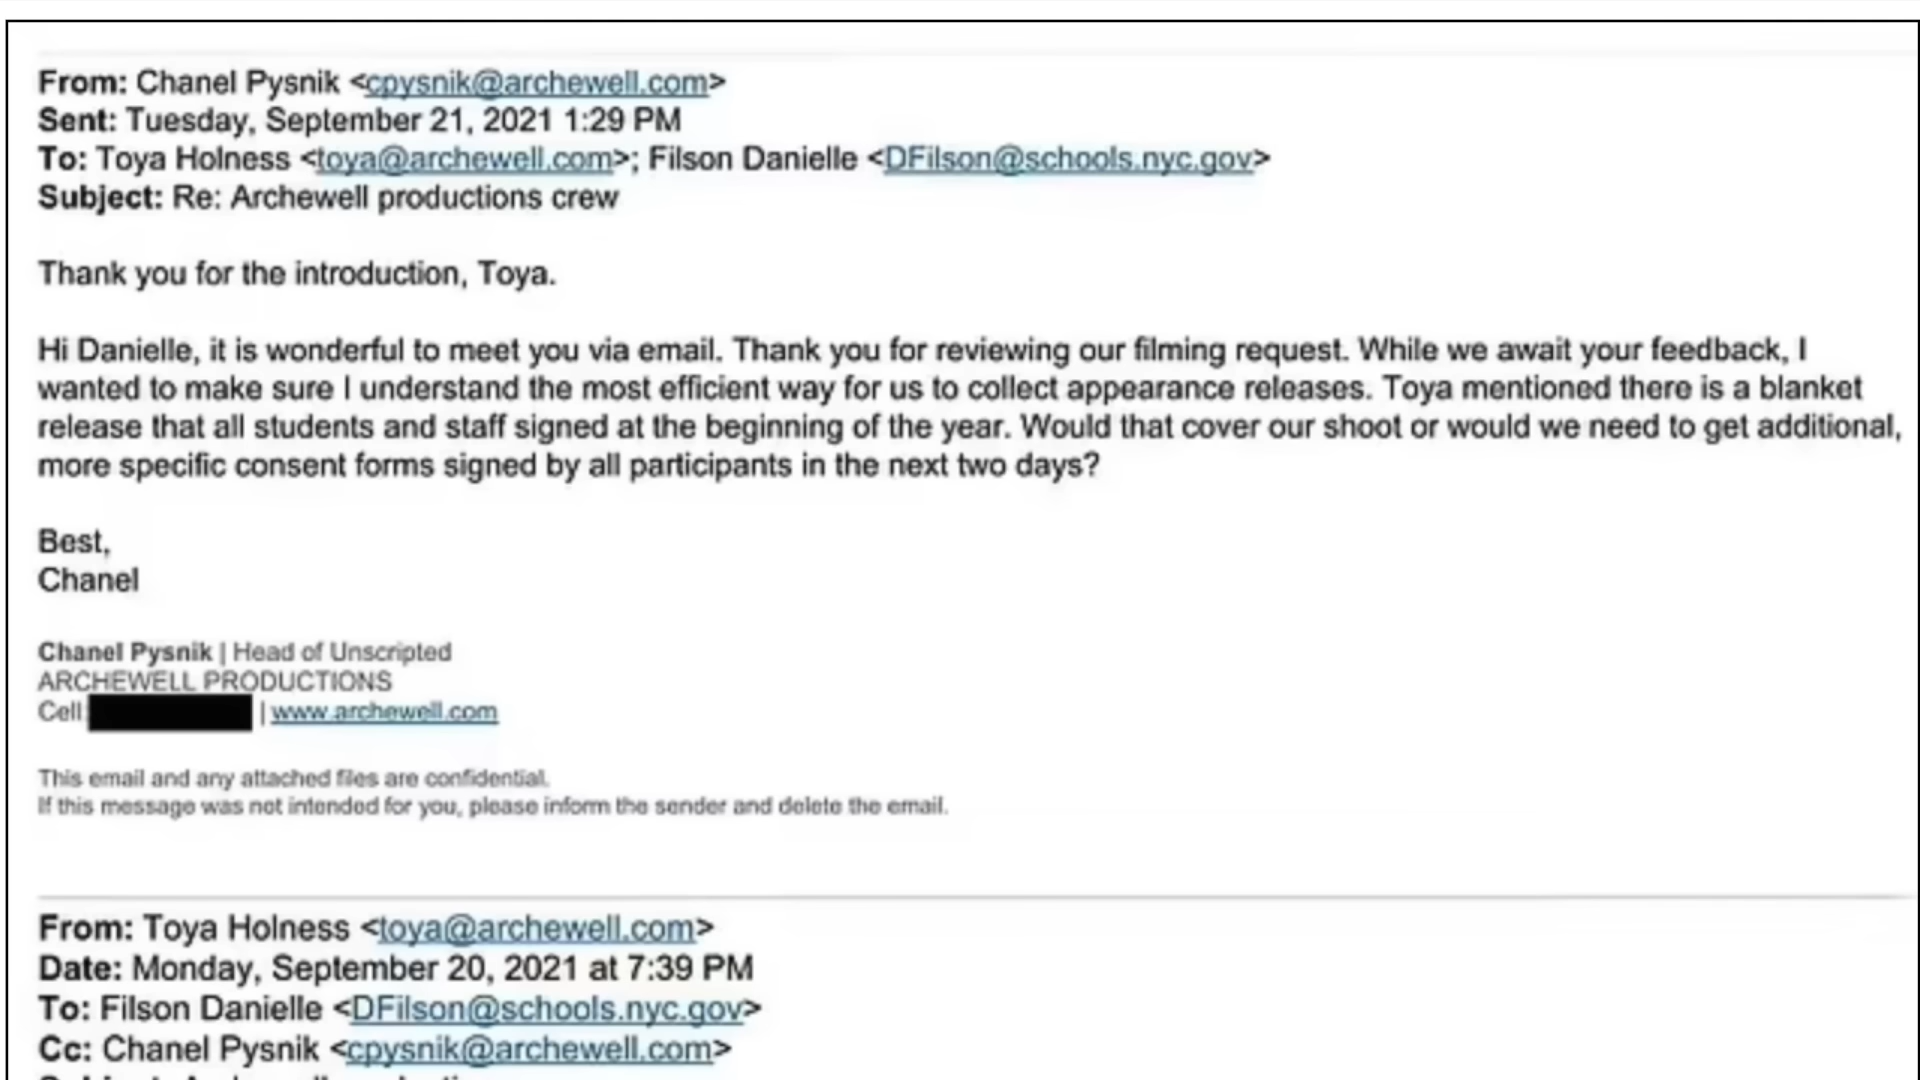 From: Chanel Pysnik <cpysnik@archewell.com>
Sent: Tuesday, September 21, 2021 1:29 PM
To: Toya Holness <toya@archewell.com>; Filson Danielle <DFilson@schools.nyc.gov>
Subject: Re: Archewell productions crew
Thank you for the introduction, Toya.
Hi Danielle, it is wonderful to meet you via email. Thank you for reviewing our filming request. While we await your feedback, I
wanted to make sure I understand the most efficient way for us to collect appearance releases. Toya mentioned there is a blanket
release that all students and staff signed at the beginning of the year. Would that cover our shoot or would we need to get additional,
more specific consent forms signed by all participants in the next two days?
Best,
Chanel
Chanel Pysnik | Head of Unscripted
ARCHEWELL PRODUCTIONS
Cell | www.archewell.com
This email and any attached files are confidential.
If this message was not intended for you, please inform the sender and delete the email.
From: Toya Holness <toya@archewell.com>
Date: Monday, September 20, 2021 at 7:39 PM
To: Filson Danielle <DFilson@schools.nyc.gov>
Cc: Chanel Pysnik <cpysnik@archewell.com>